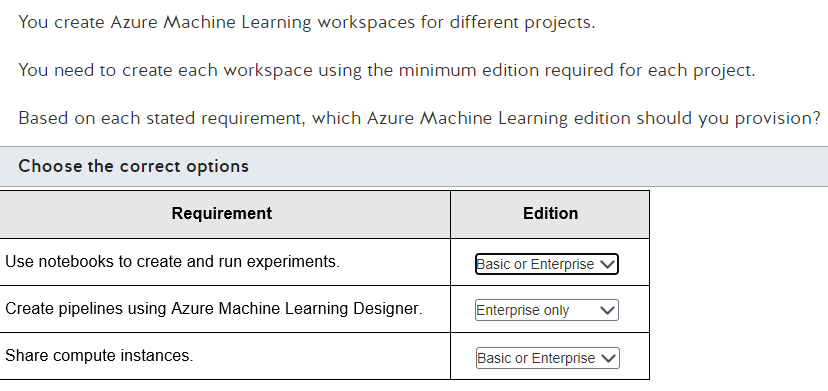 You create Azure Machine Learning workspaces for different projects.
You need to create each workspace using the minimum edition required for each project.
Based on each stated requirement, which Azure Machine Learning edition should you provision?
Choose the correct options
Requirement Edition
Use notebooks to create and run experiments. Basic or Enterprise
Create pipelines using Azure Machine Learning Designer. Enterprise only
Share compute instances. Basic or Enterprise